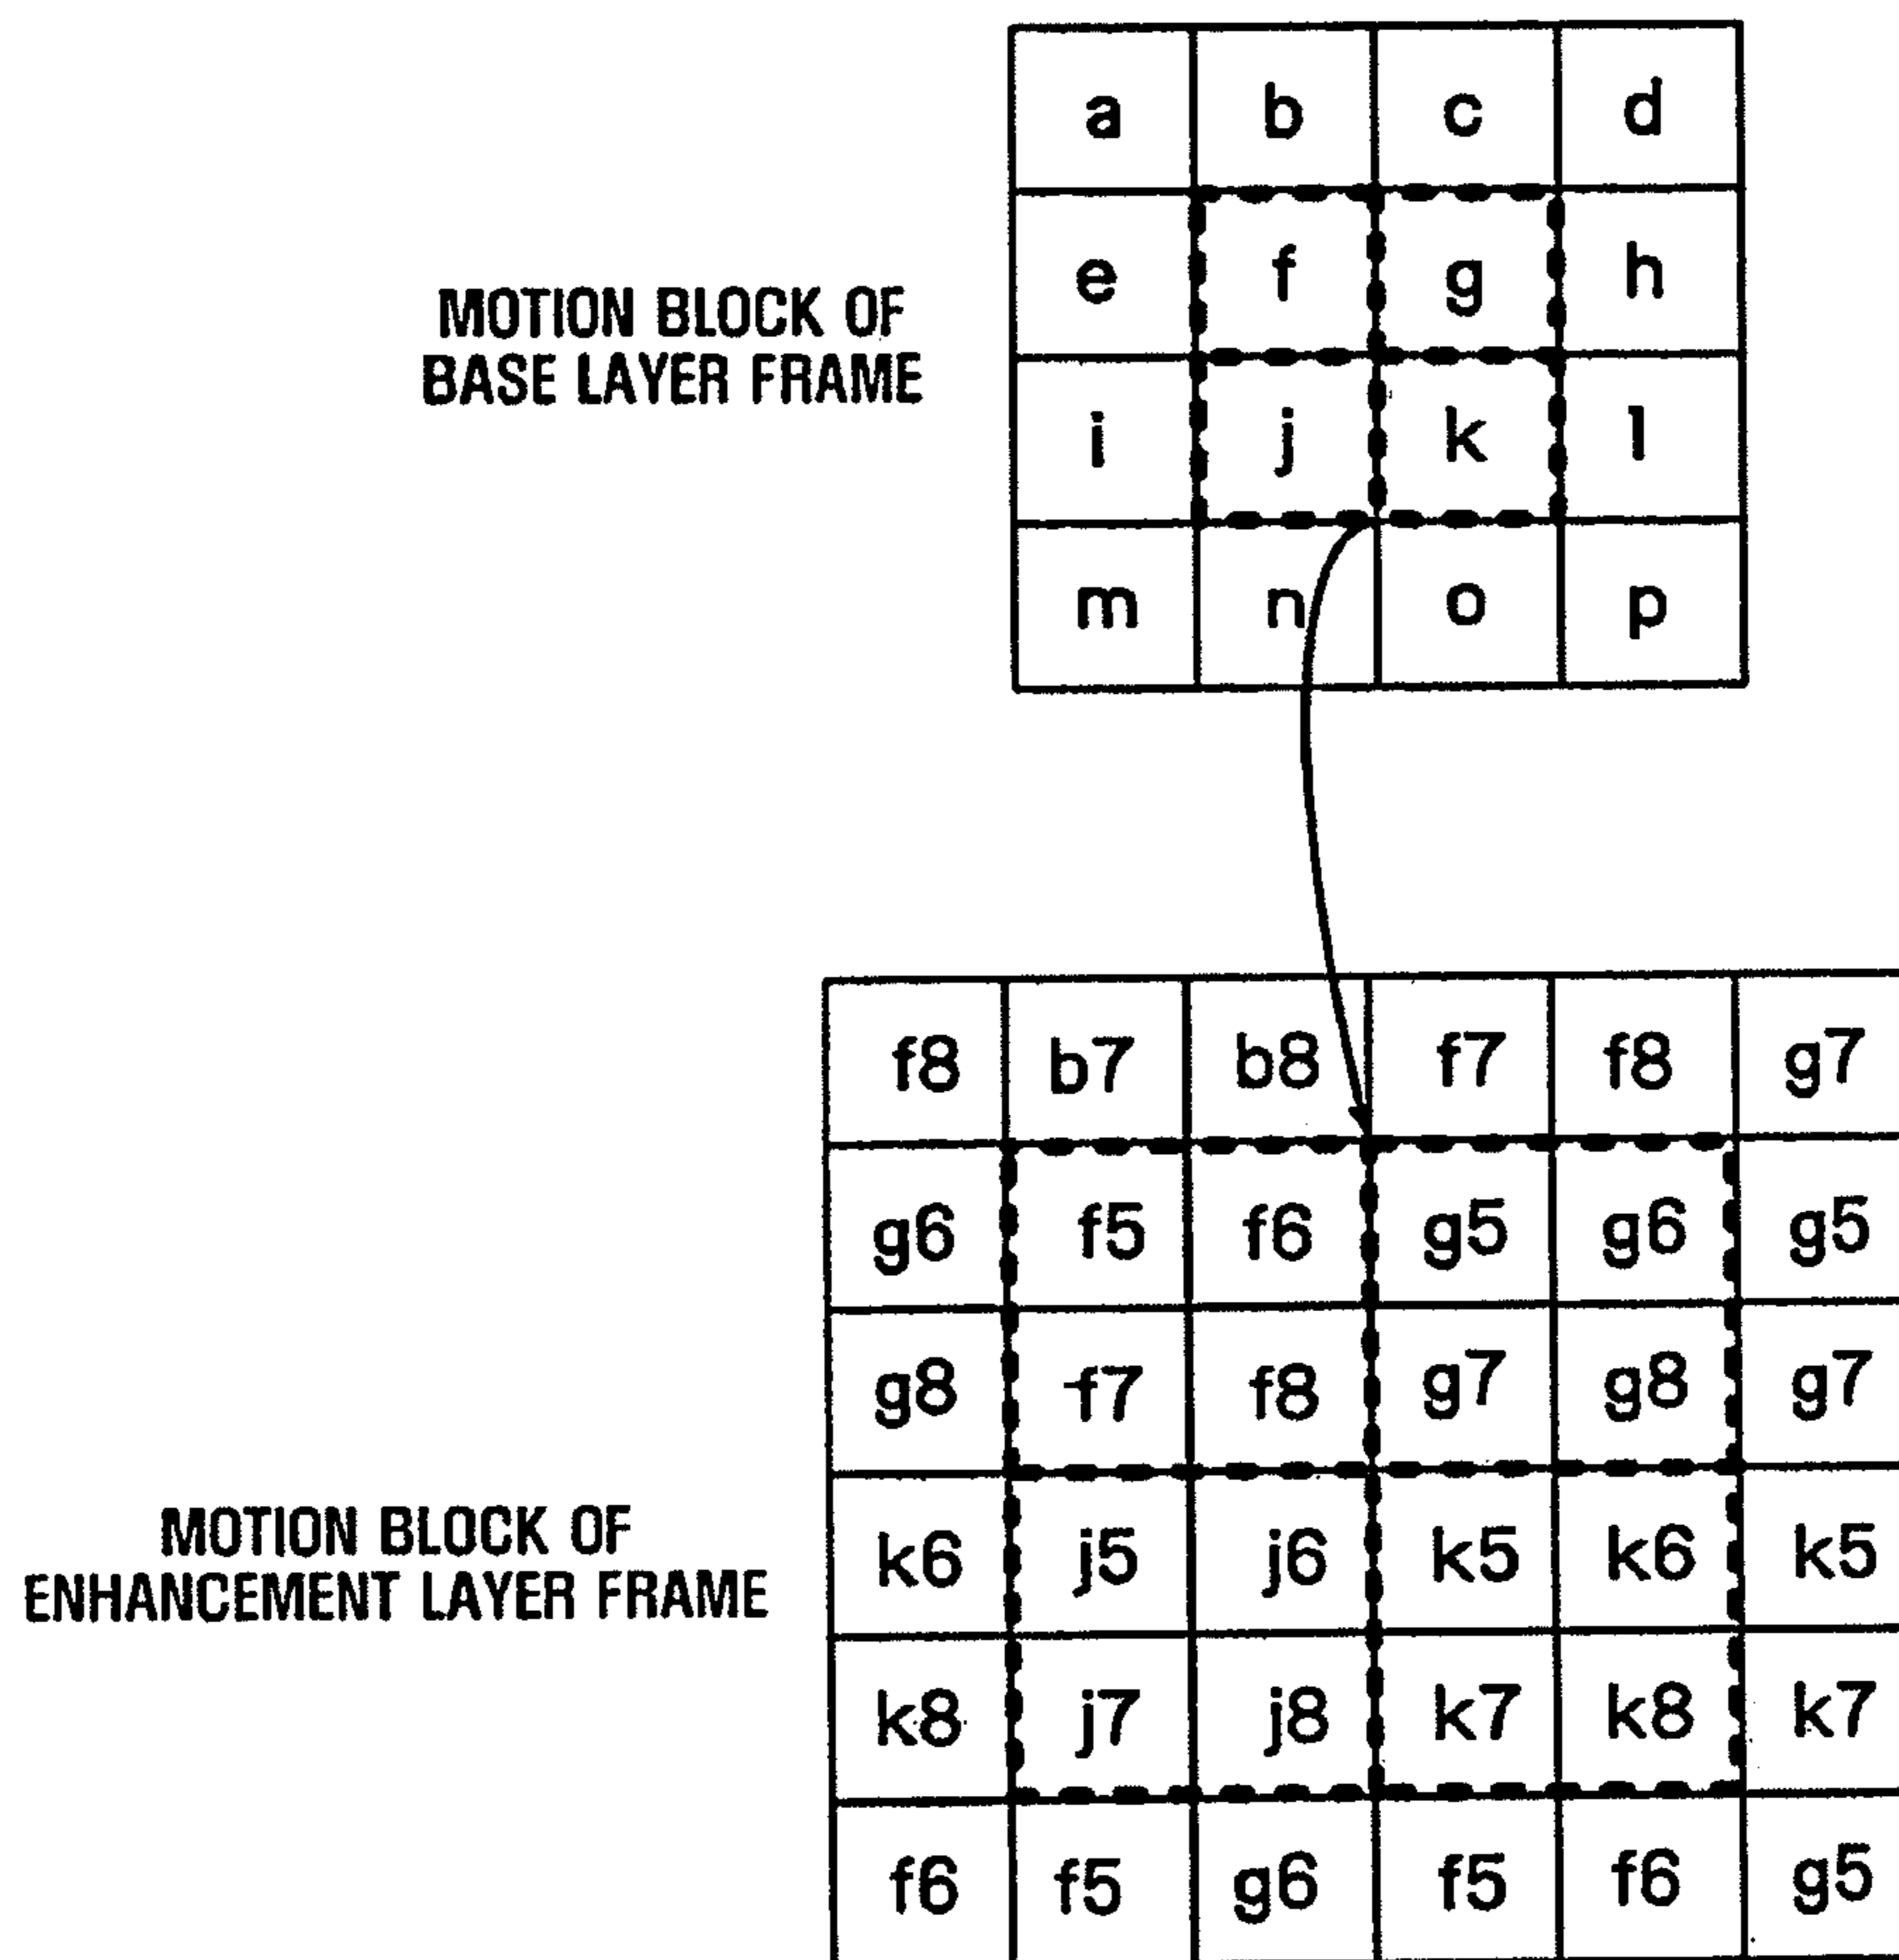 a b c d
e f g h
MOTION BLOCK OF
BASE LAYER FRAME
i j k l
m n o p
f8 b7 b8 f7 f8 g7
g6 f5 f6 g5 g6 g5
g8 f7 f8 g7 g8 g7
MOTION BLOCK OF
ENHANCEMENT LAYER FRAME
k6 j5 j6 k5 k6 k5
k8 j7 j8 k7 k8 k7
f6 f5 g6 f5 f6 g5